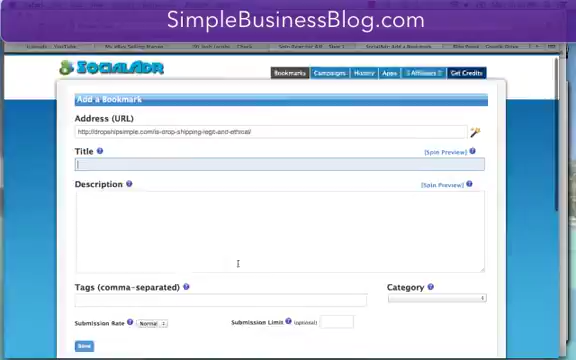 SimpleBusinessBlog.com
YouTube
SocialAdr
Bookmarks Campaigns History Apps $ Affiliates $ Get Credits
Add a Bookmark
Address (URL)
http://dropshipsimple.com/is-drop-shipping-legit-and-ethical/
Title ? [Spin Preview] ?
Description ? [Spin Preview] ?
Tags (comma-separated) ? Category ?
Submission Rate ? Normal Submission Limit ? (optional)
Save